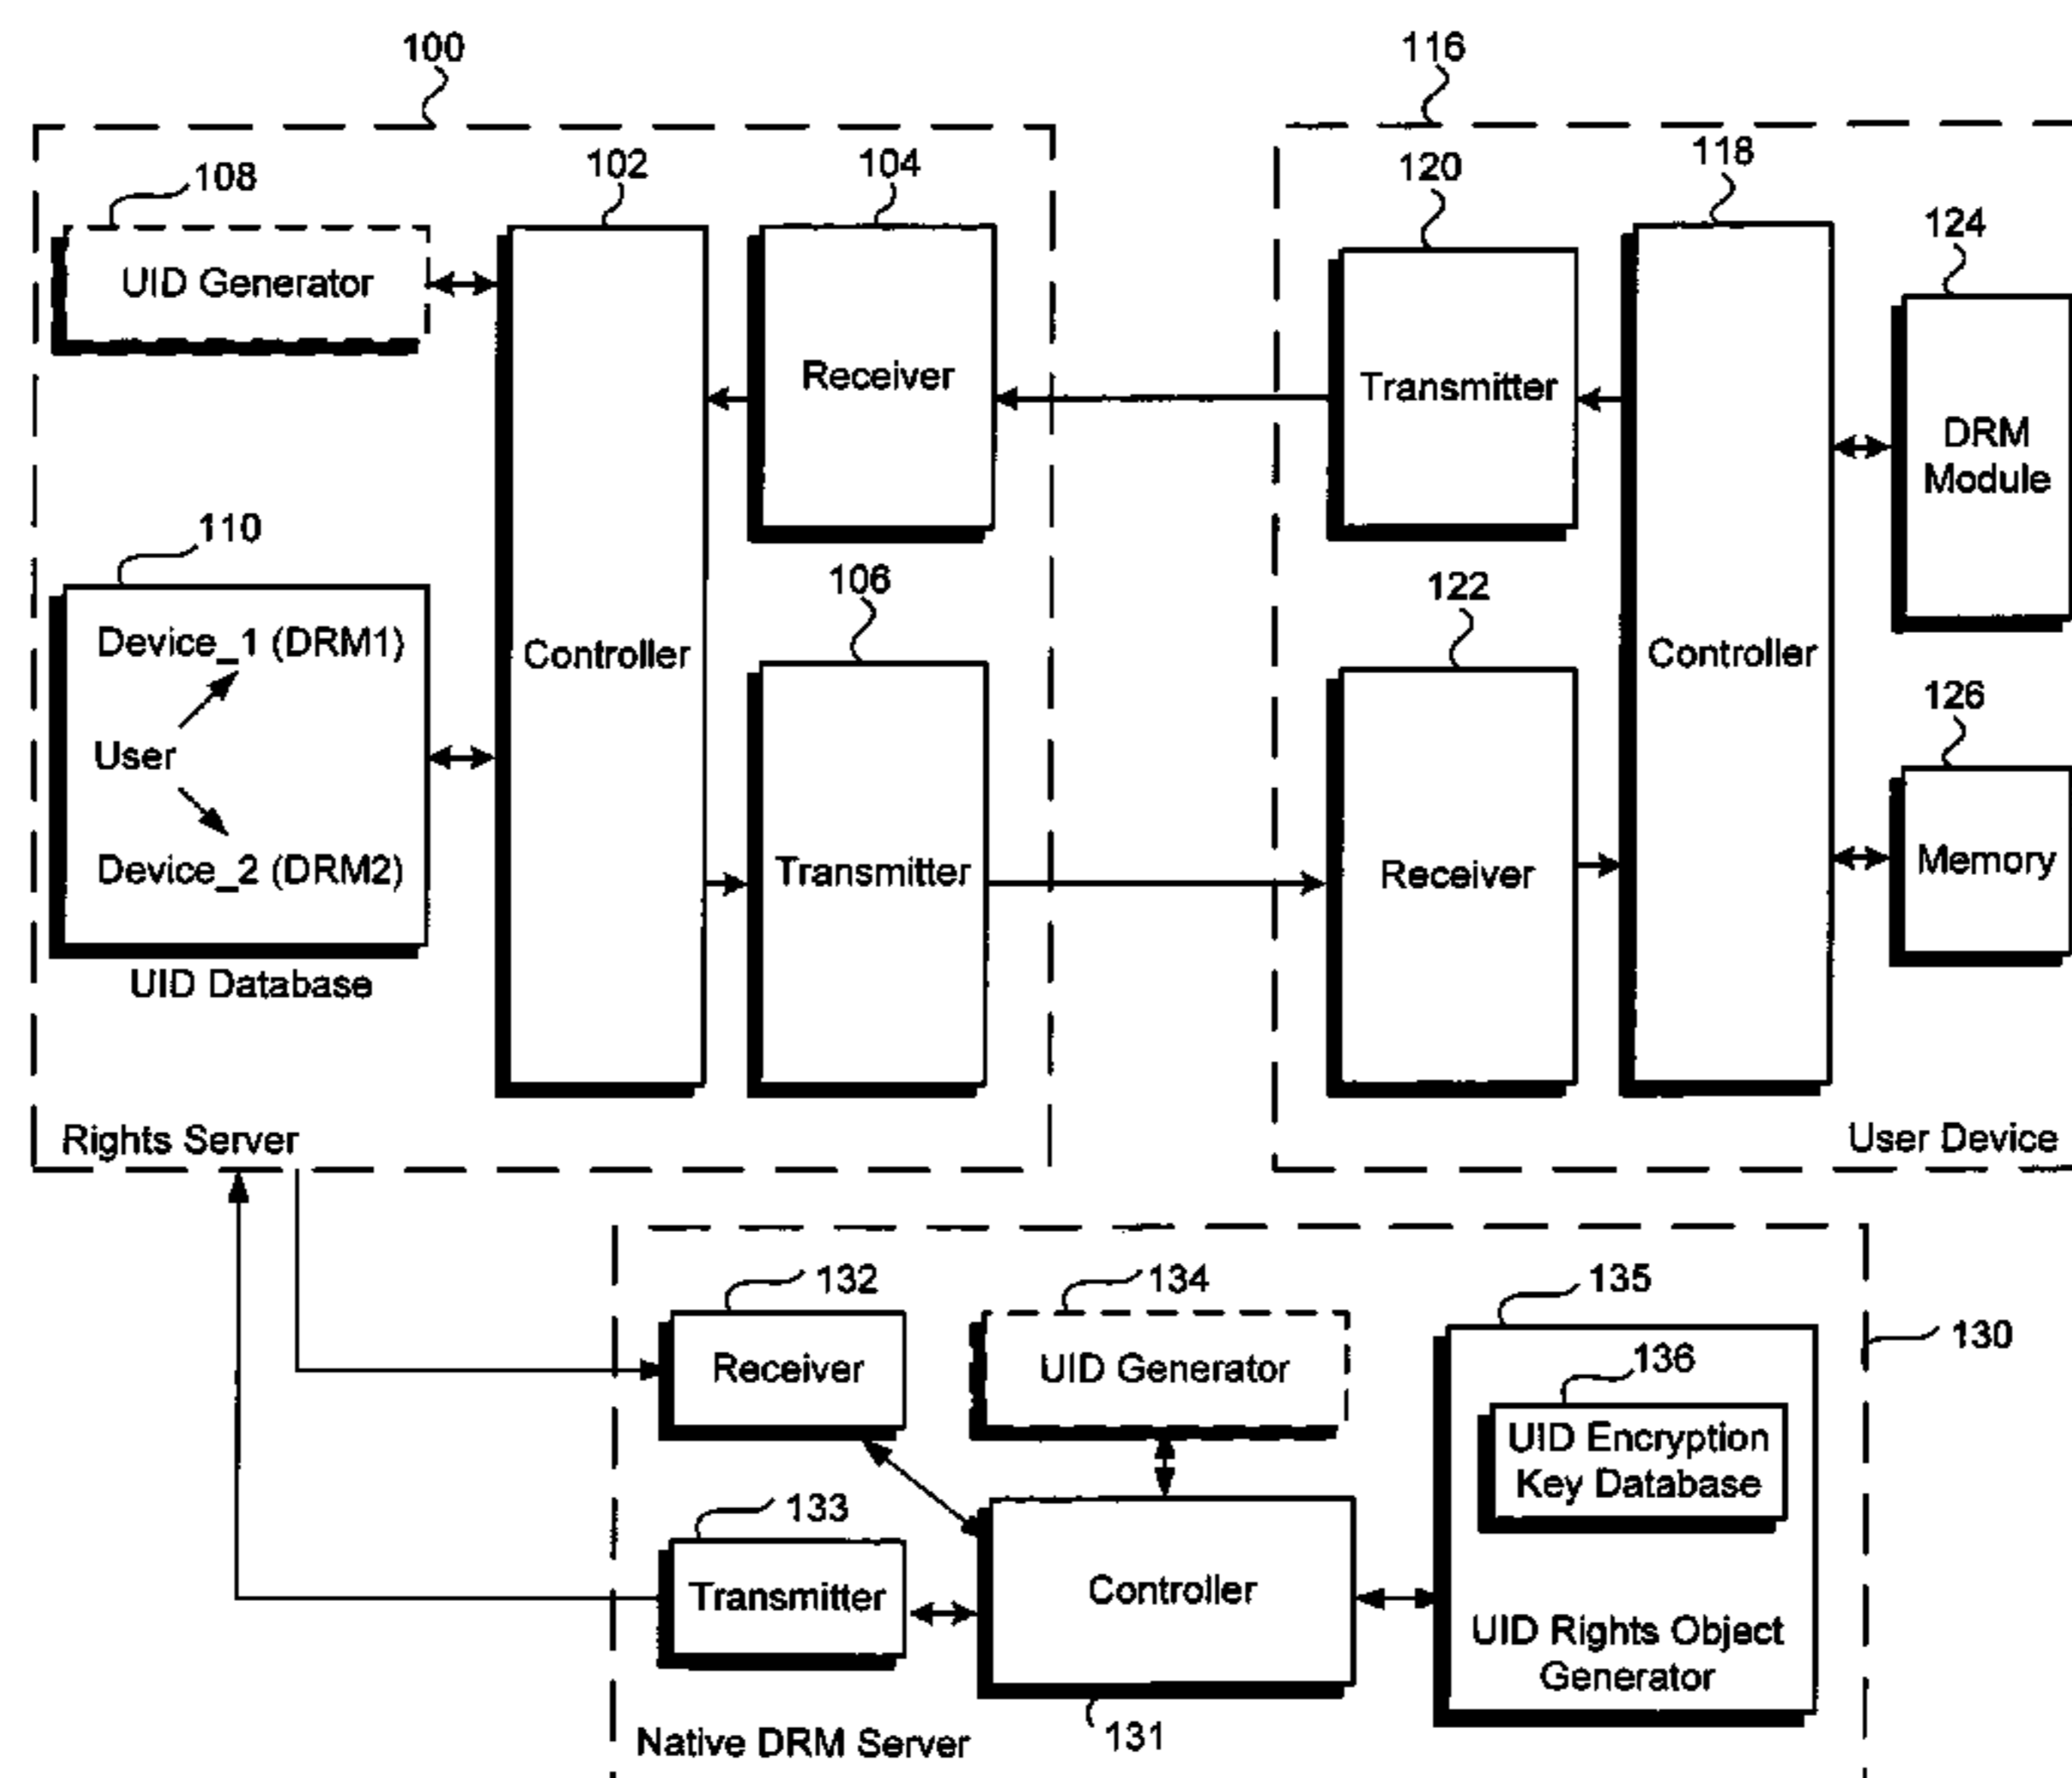 100
116
108
102
104
120
118
124
UID Generator
Receiver
Transmitter
DRM
Module
110
106
122
Device_1 (DRM1)
User
Device_2 (DRM2)
UID Database
Controller
Transmitter
Receiver
Controller
126
Memory
Rights Server
User Device
132
134
135
130
Receiver
UID Generator
136
UID Encryption
Key Database
133
Transmitter
Controller
UID Rights Object
Generator
131
Native DRM Server